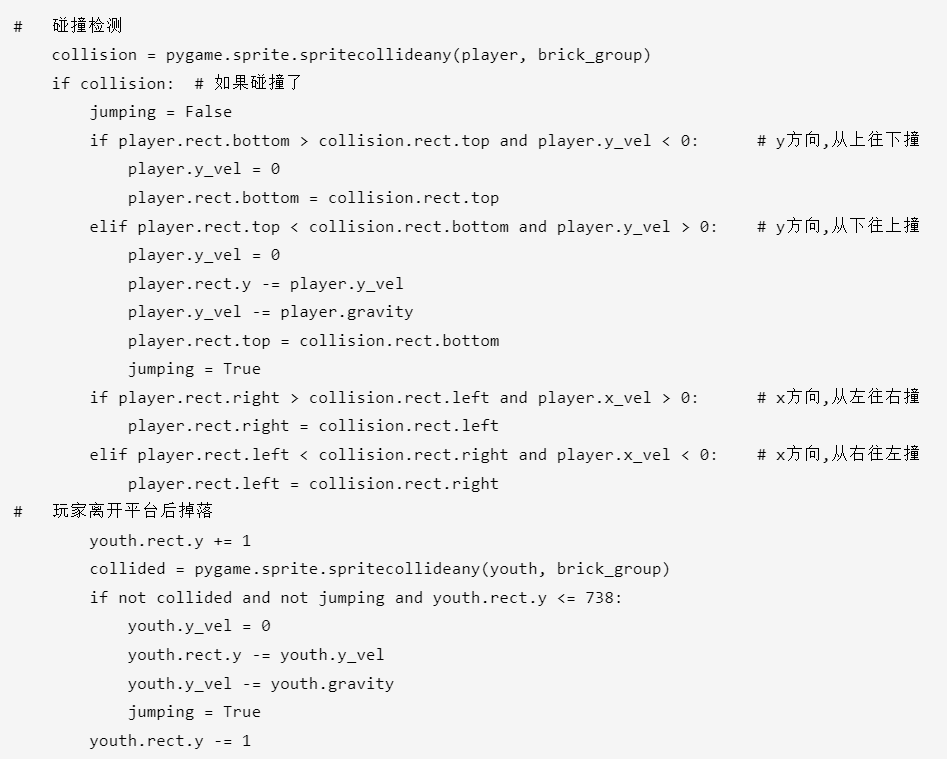 #   碰撞检测
    collision = pygame.sprite.spritecollideany(player, brick_group)
    if collision:  # 如果碰撞了
        jumping = False
        if player.rect.bottom > collision.rect.top and player.y_vel < 0:      # y方向,从上往下撞
            player.y_vel = 0
            player.rect.bottom = collision.rect.top
        elif player.rect.top < collision.rect.bottom and player.y_vel > 0:    # y方向,从下往上撞
            player.y_vel = 0
            player.rect.y -= player.y_vel
            player.y_vel -= player.gravity
            player.rect.top = collision.rect.bottom
            jumping = True
        if player.rect.right > collision.rect.left and player.x_vel > 0:      # x方向,从左往右撞
            player.rect.right = collision.rect.left
        elif player.rect.left < collision.rect.right and player.x_vel < 0:    # x方向,从右往左撞
            player.rect.left = collision.rect.right
#   玩家离开平台后掉落
        youth.rect.y += 1
        collided = pygame.sprite.spritecollideany(youth, brick_group)
        if not collided and not jumping and youth.rect.y <= 738:
            youth.y_vel = 0
            youth.rect.y -= youth.y_vel
            youth.y_vel -= youth.gravity
            jumping = True
        youth.rect.y -= 1